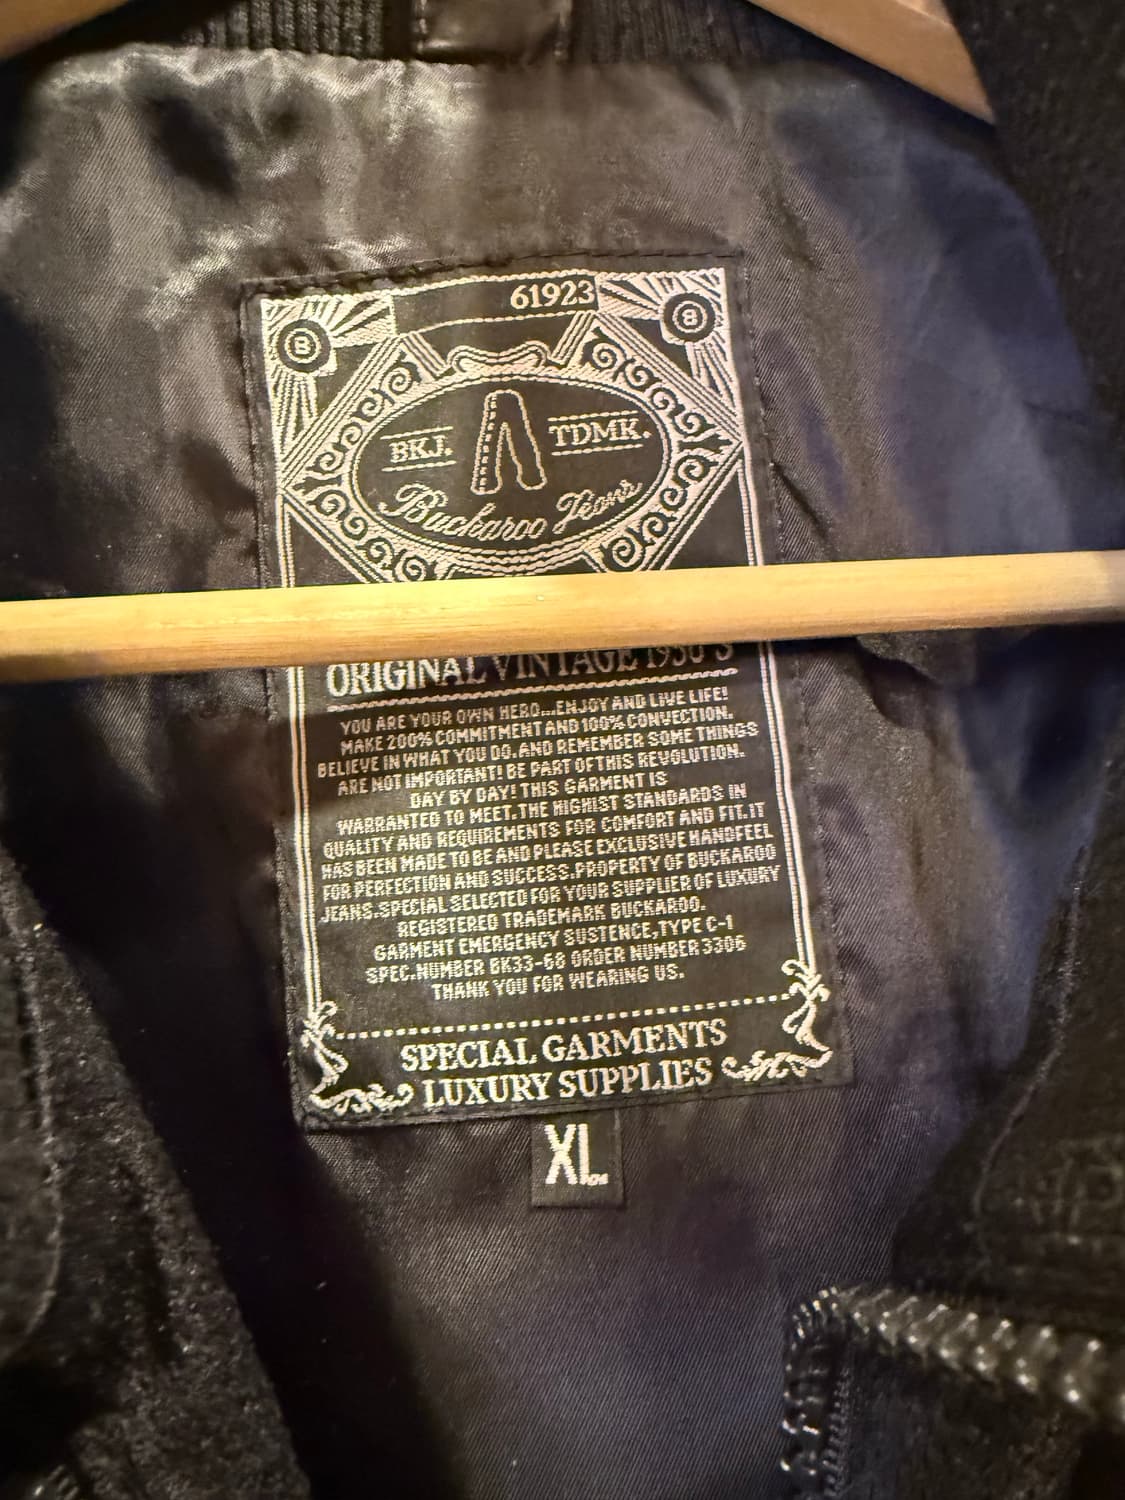 61923
B
B
BKJ.
TDMK.
Buckaroo Jeans
ORIGINAL VINTAGE 1950'S
YOU ARE YOUR OWN HERO...ENJOY AND LIVE LIFE!
MAKE 200% COMMITMENT AND 100% CONVECTION.
BELIEVE IN WHAT YOU DO. AND REMEMBER SOME THINGS
ARE NOT IMPORTANT! BE PART OF THIS REVOLUTION.
DAY BY DAY! THIS GARMENT IS
WARRANTED TO MEET. THE HIGHIST STANDARDS IN
QUALITY AND REQUIREMENTS FOR COMFORT AND FIT. IT
HAS BEEN MADE TO BE AND PLEASE EXCLUSIVE HANDFEEL
FOR PERFECTION AND SUCCESS. PROPERTY OF BUCKAROO
JEANS. SPECIAL SELECTED FOR YOUR SUPPLIER OF LUXURY
REGISTERED TRADEMARK BUCKAROO.
GARMENT EMERGENCY SUSTENCE, TYPE C-1
SPEC. NUMBER BK33-68 ORDER NUMBER 3306
THANK YOU FOR WEARING US.
SPECIAL GARMENTS
LUXURY SUPPLIES
XL